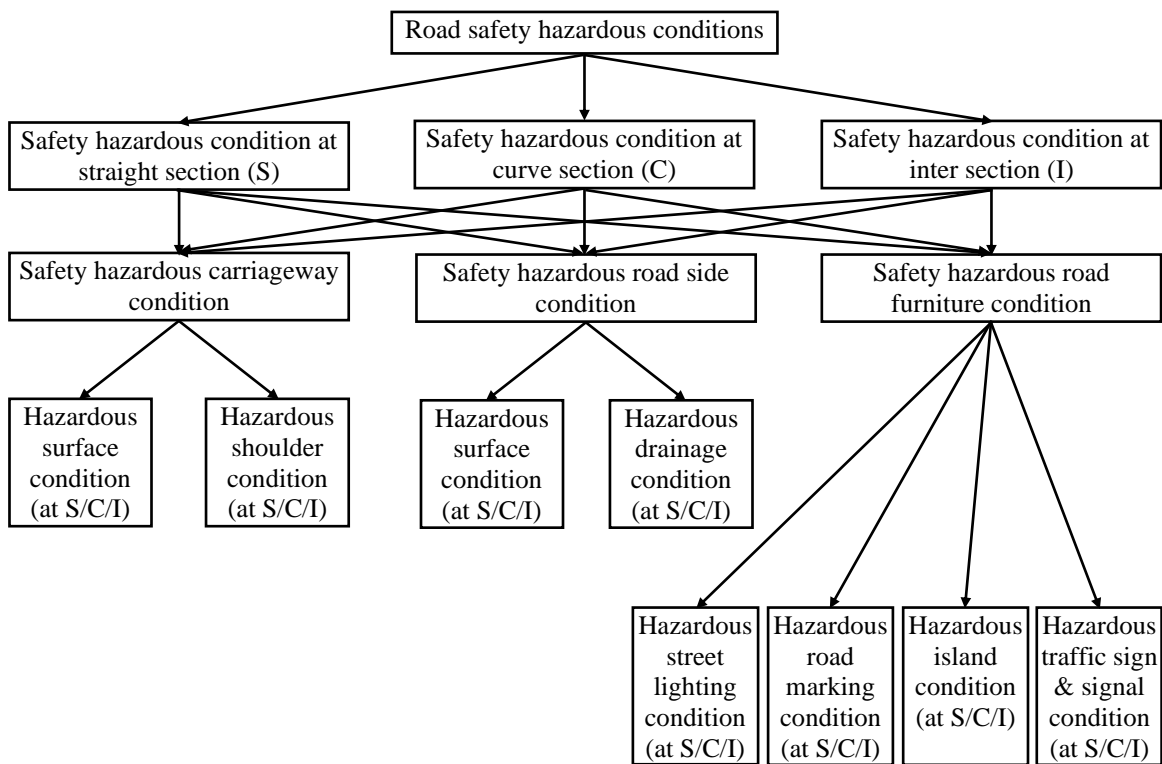 Road safety hazardous conditions
Safety hazardous condition at
straight section (S)
Safety hazardous condition at
curve section (C)
Safety hazardous condition at
inter section (I)
Safety hazardous carriageway
condition
Safety hazardous road side
condition
Safety hazardous road
furniture condition
Hazardous
surface
condition
(at S/C/I)
Hazardous
shoulder
condition
(at S/C/I)
Hazardous
surface
condition
(at S/C/I)
Hazardous
drainage
condition
(at S/C/I)
Hazardous
street
lighting
condition
(at S/C/I)
Hazardous
road
marking
condition
(at S/C/I)
Hazardous
island
condition
(at S/C/I)
Hazardous
traffic sign
& signal
condition
(at S/C/I)